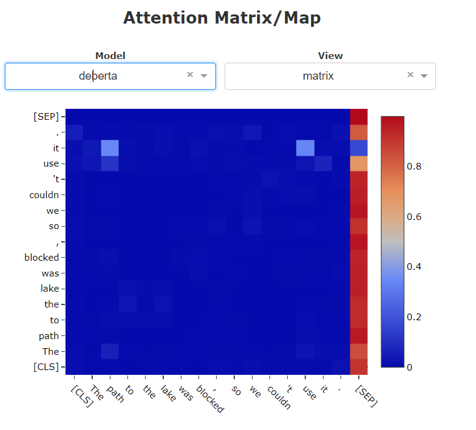 Attention Matrix/Map
Model
View
deberta × 
matrix ×
[SEP]
.
it
use
't
couldn
we
so
,
blocked
was
lake
the
to
path
The
[CLS]
0.8
0.6
0.4
0.2
0
[CLS] The path to the lake was blocked , so we couldn 't use it . [SEP]